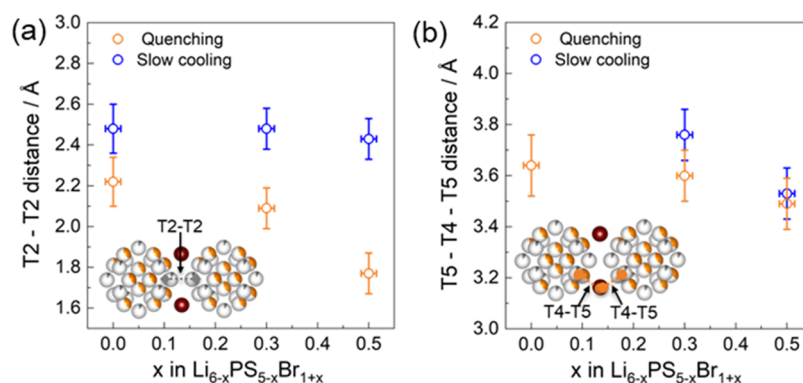 (a)
Quenching
Slow cooling
T2 - T2 distance / Å
3.0
2.8
2.6
2.4
2.2
2.0
1.8
1.6
T2-T2
0.0 0.1 0.2 0.3 0.4 0.5
x in Li6-xPS5-xBr1+x
(b)
Quenching
Slow cooling
T5 - T4 - T5 distance / Å
4.2
4.0
3.8
3.6
3.4
3.2
3.0
T4-T5 T4-T5
0.0 0.1 0.2 0.3 0.4 0.5
x in Li6-xPS5-xBr1+x